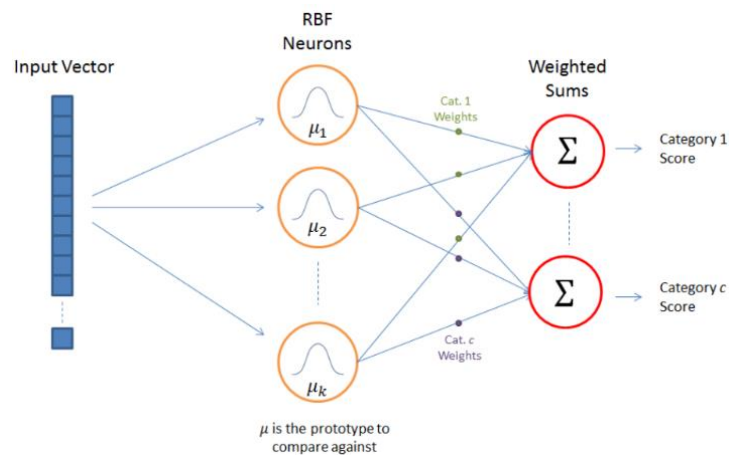 RBF
Neurons
Input Vector
Weighted
Sums
Cat. 1
Weights
μ1
Σ
Category 1
Score
μ2
Σ
Category c
Score
Cat. c
Weights
μk
μ is the prototype to
compare against